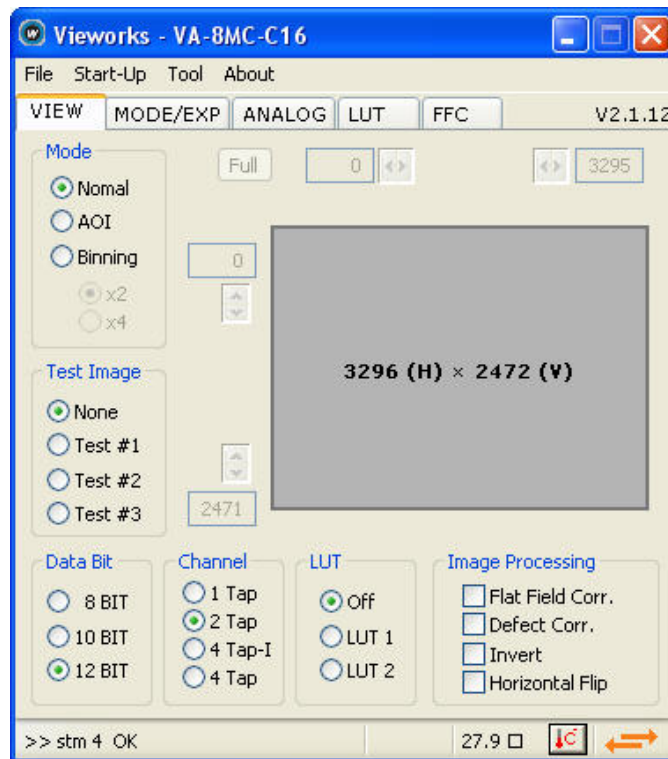 Vieworks - VA-8MC-C16
File Start-Up Tool About
VIEW MODE/EXP ANALOG LUT FFC V2.1.12
Mode
Nomal
AOI
Binning
x2
x4
Full 0 3295
0
3296 (H) × 2472 (V)
2471
Test Image
None
Test #1
Test #2
Test #3
Data Bit
8 BIT
10 BIT
12 BIT
Channel
1 Tap
2 Tap
4 Tap-I
4 Tap
LUT
Off
LUT 1
LUT 2
Image Processing
Flat Field Corr.
Defect Corr.
Invert
Horizontal Flip
>> stm 4 OK 27.9 □ C